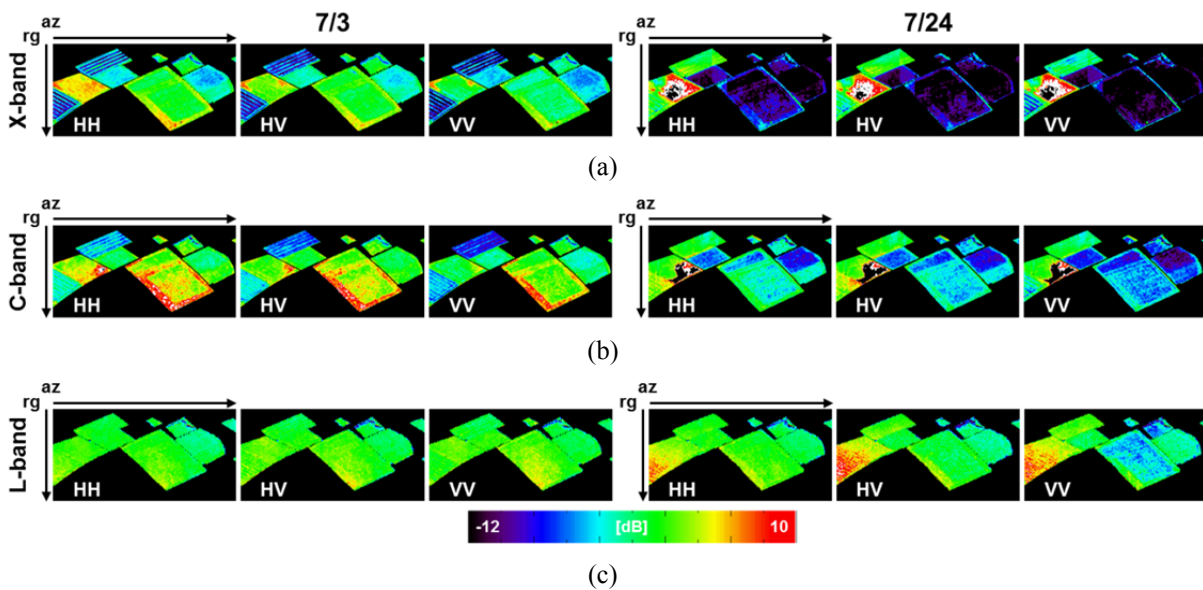 az
7/3
az
7/24
rg
rg
X-band
HH
HV
VV
HH
HV
VV
(a)
az
az
rg
rg
C-band
HH
HV
VV
HH
HV
VV
(b)
az
az
rg
rg
L-band
HH
HV
VV
HH
HV
VV
-12 [dB] 10
(c)